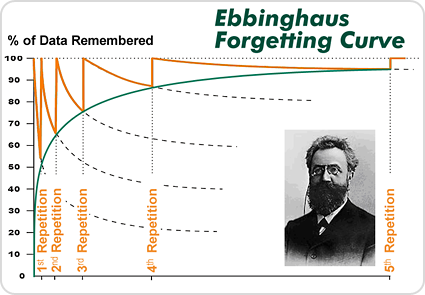 Ebbinghaus
Forgetting Curve
% of Data Remembered
100
90
80
70
60
50
40
30
20
10
0
1st Repetition
2nd Repetition
3rd Repetition
4th Repetition
5th Repetition